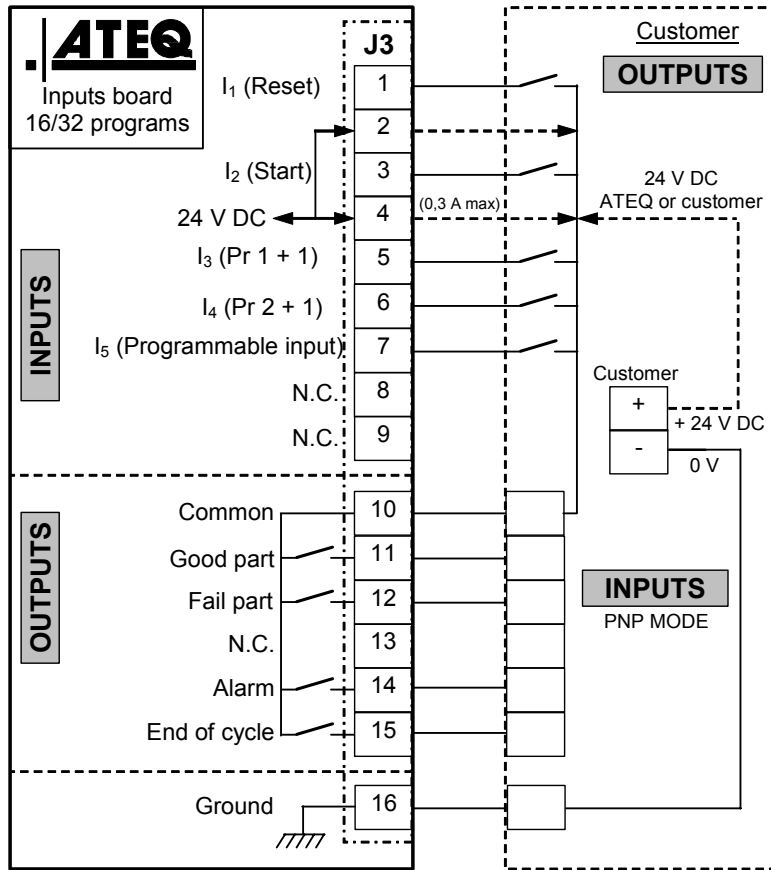 ATEQ
Inputs board
16/32 programs
J3
Customer
OUTPUTS
I₁ (Reset)
1
2
I₂ (Start)
3
24 V DC
4
(0,3 A max)
24 V DC
ATEQ or customer
I₃ (Pr 1 + 1)
5
I₄ (Pr 2 + 1)
6
I₅ (Programmable input)
7
N.C.
8
N.C.
9
INPUTS
Customer
+
+ 24 V DC
-
0 V
OUTPUTS
Common
10
Good part
11
Fail part
12
N.C.
13
Alarm
14
End of cycle
15
INPUTS
PNP MODE
Ground
16